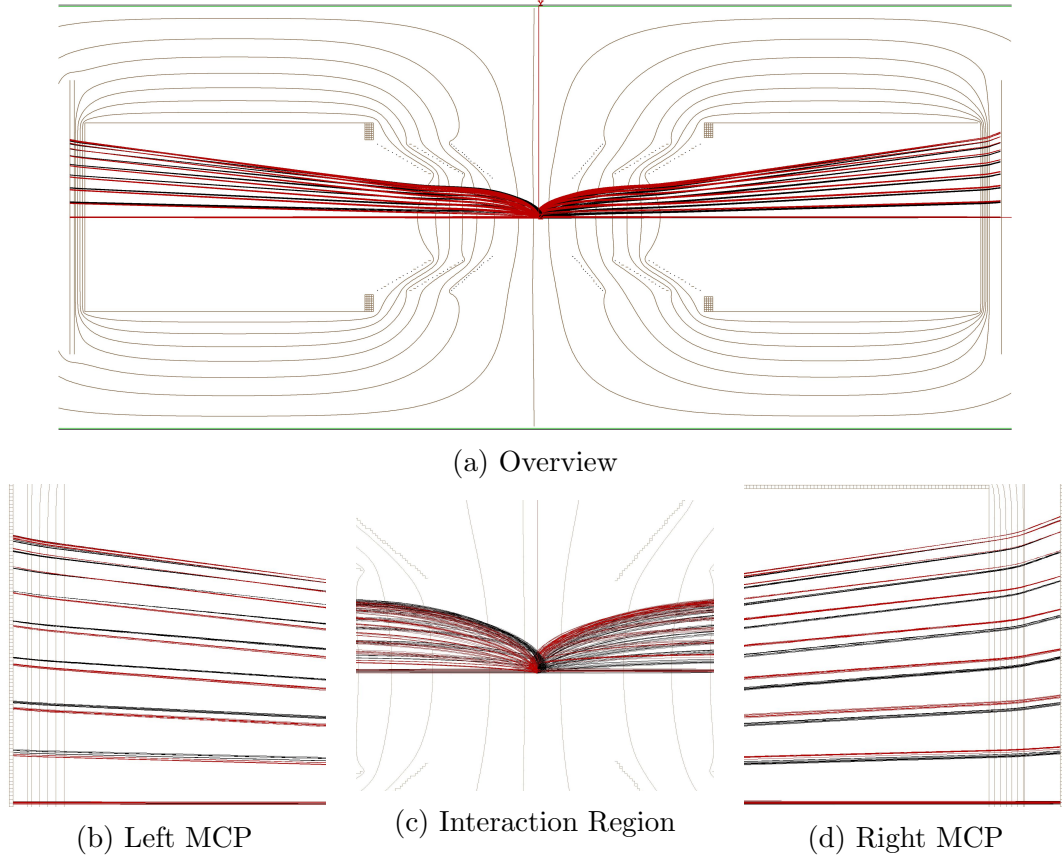 (a) Overview
(b) Left MCP
(c) Interaction Region
(d) Right MCP